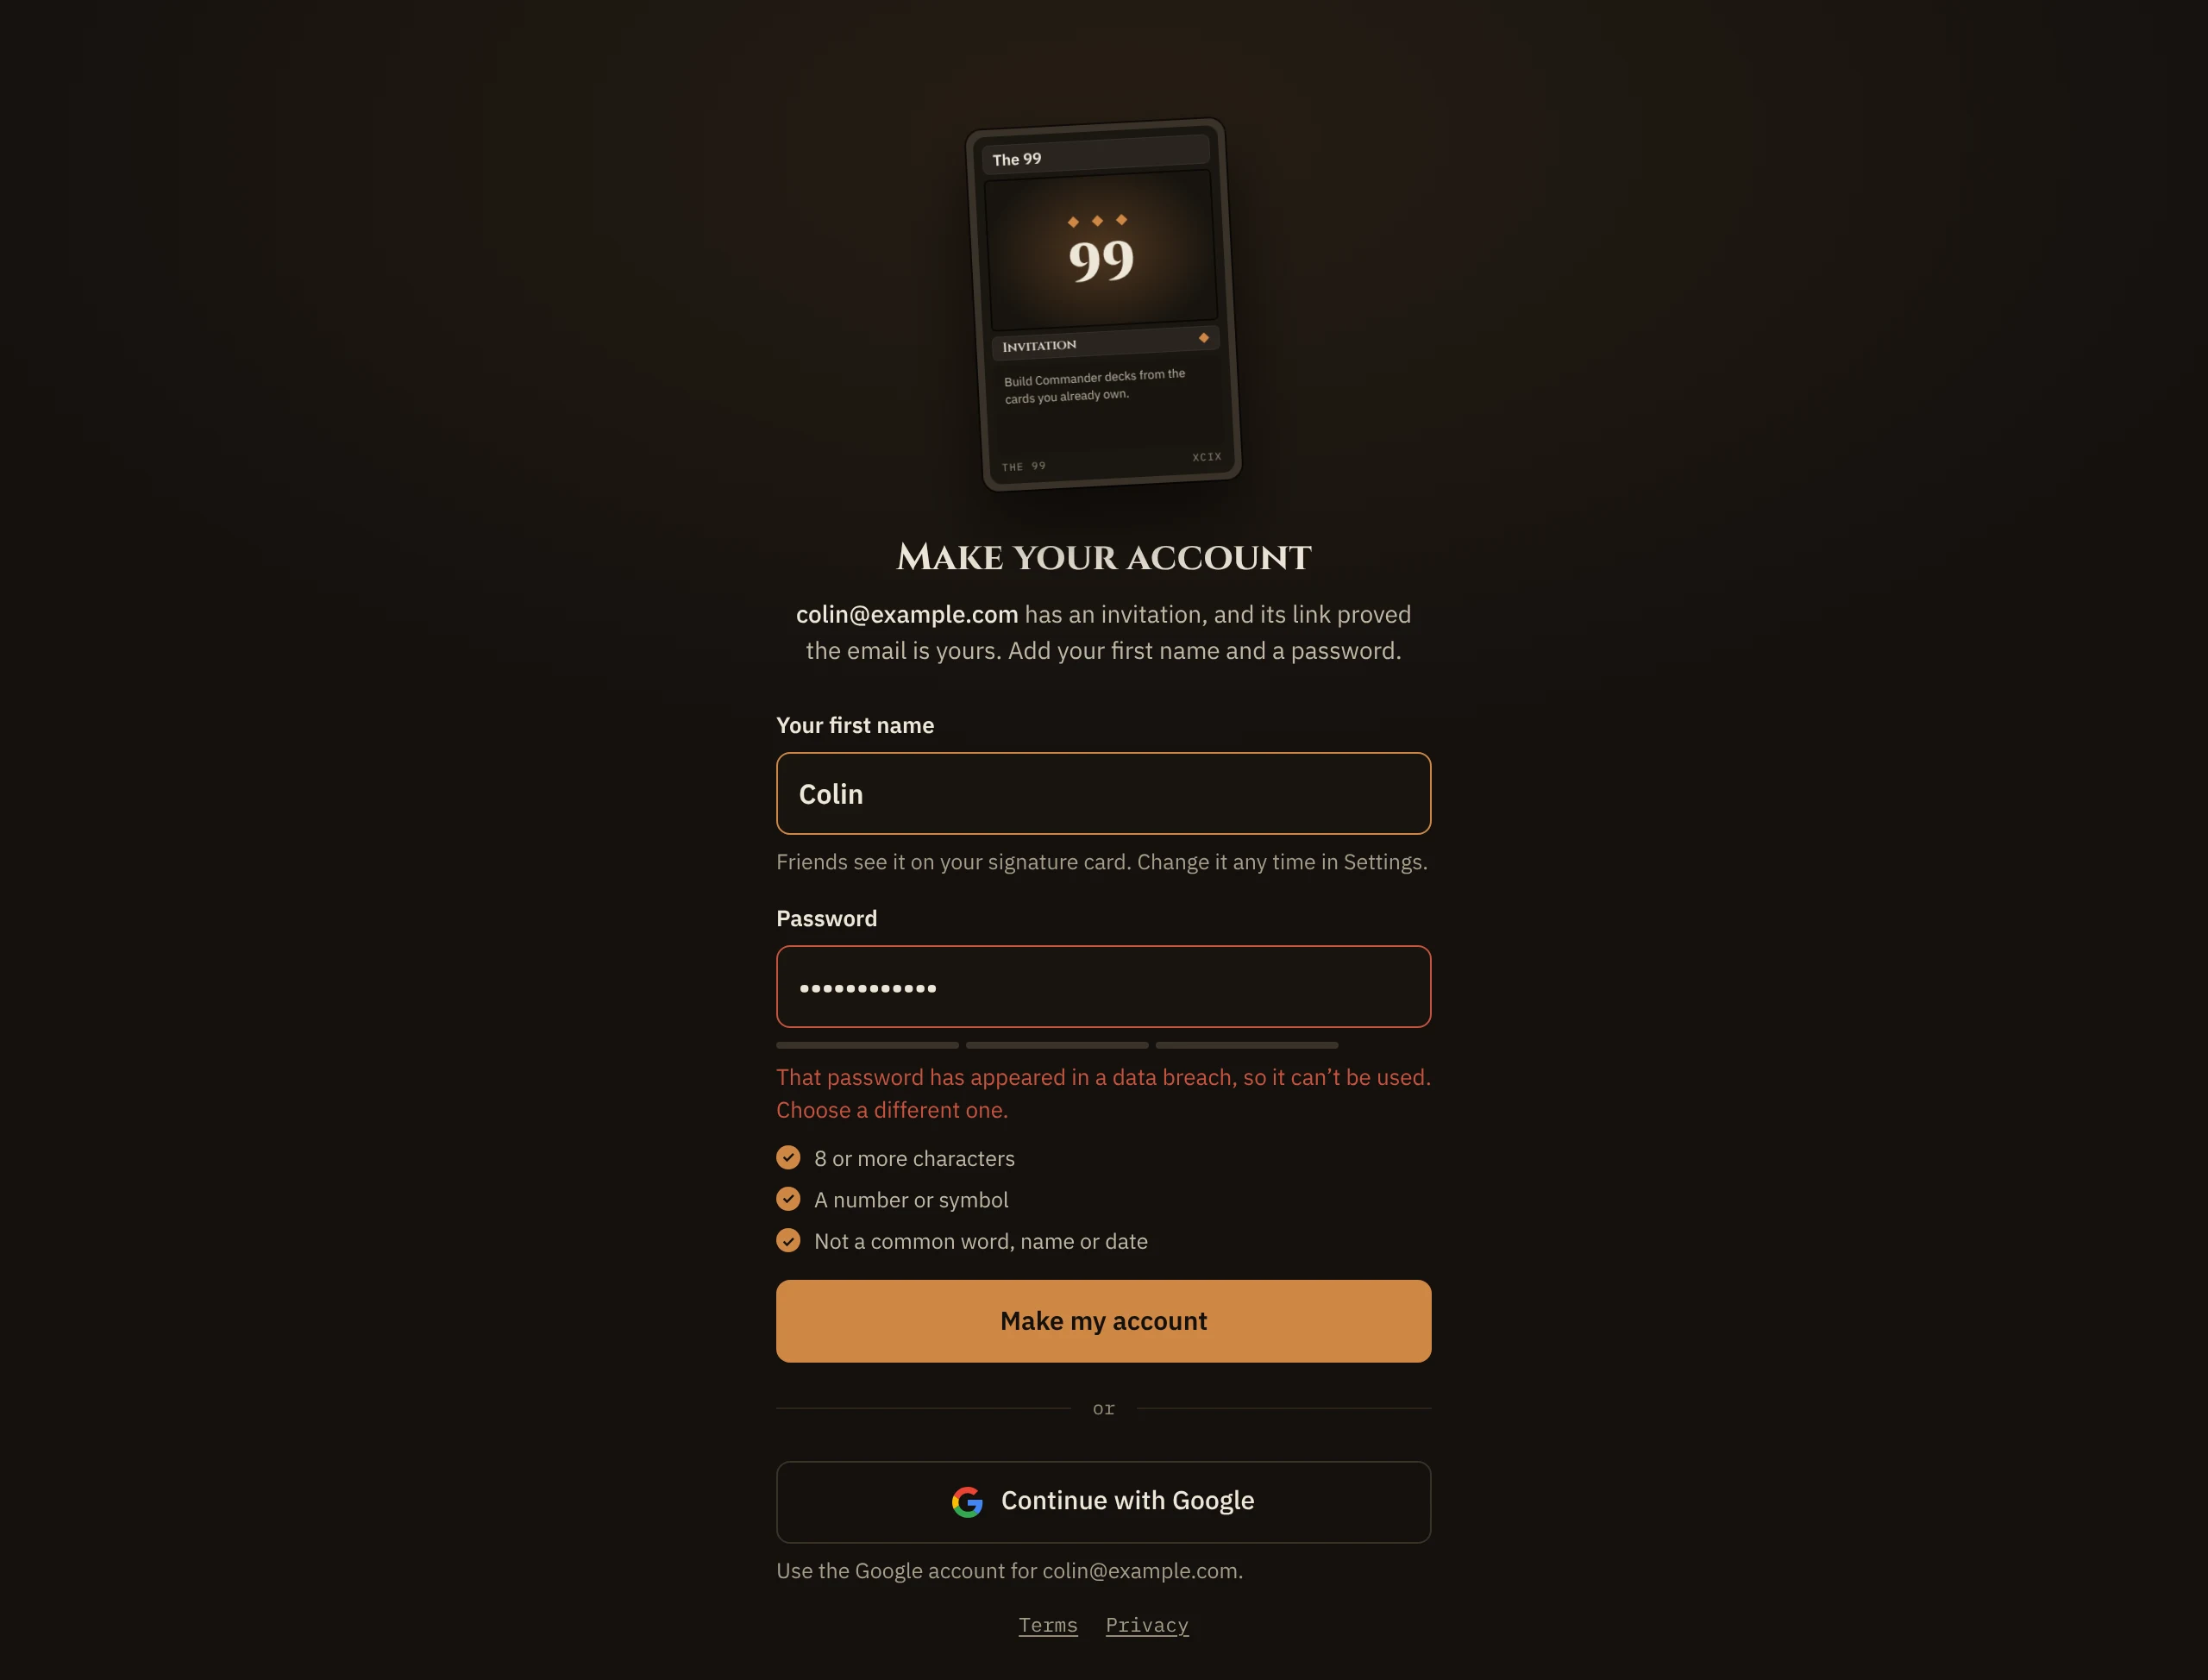 The 99
99
Invitation
Build Commander decks from the
cards you already own.
THE 99
XCIX
Make your account
colin@example.com has an invitation, and its link proved
the email is yours. Add your first name and a password.
Your first name
Colin
Friends see it on your signature card. Change it any time in Settings.
Password
••••••••••••
That password has appeared in a data breach, so it can’t be used.
Choose a different one.
8 or more characters
A number or symbol
Not a common word, name or date
Make my account
or
Continue with Google
Use the Google account for colin@example.com.
Terms Privacy